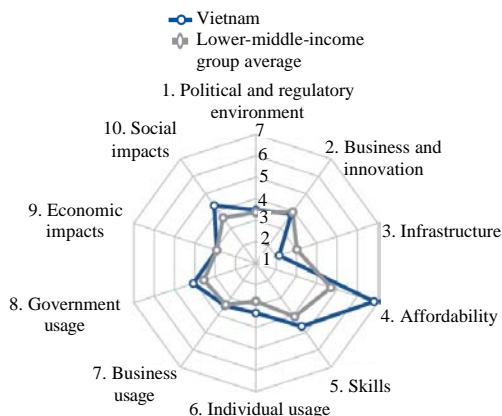 Vietnam
Lower-middle-income
group average
1. Political and regulatory
environment
10. Social
impacts
2. Business and
innovation
9. Economic
impacts
3. Infrastructure
8. Government
usage
4. Affordability
7. Business
usage
5. Skills
6. Individual usage
7
6
5
4
3
2
1